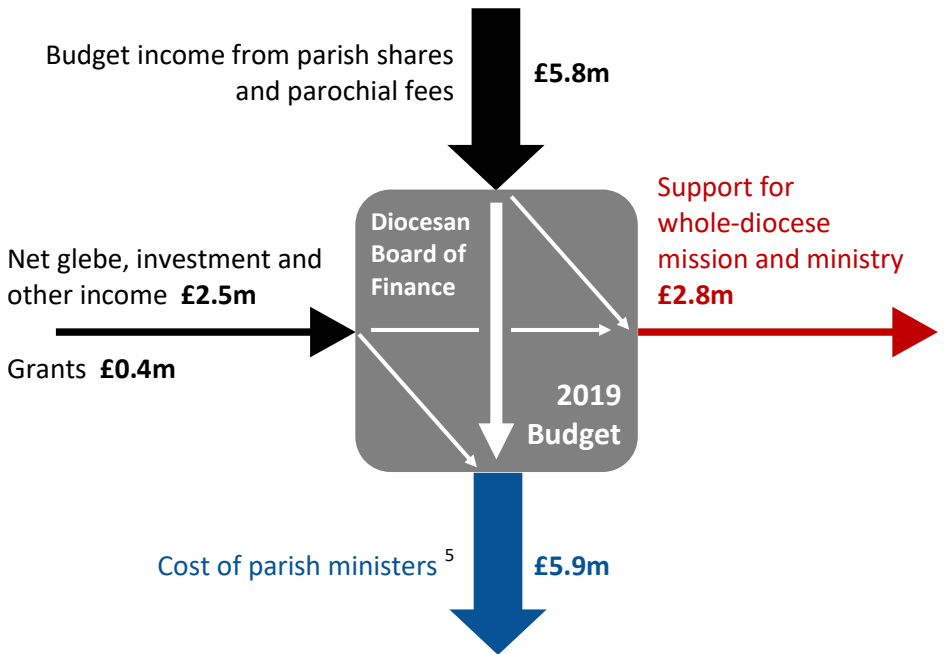 Budget income from parish shares
and parochial fees
£5.8m
Diocesan
Board of
Finance
Support for
whole-diocese
mission and ministry
£2.8m
Net glebe, investment and
other income £2.5m
Grants £0.4m
2019
Budget
Cost of parish ministers 5
£5.9m